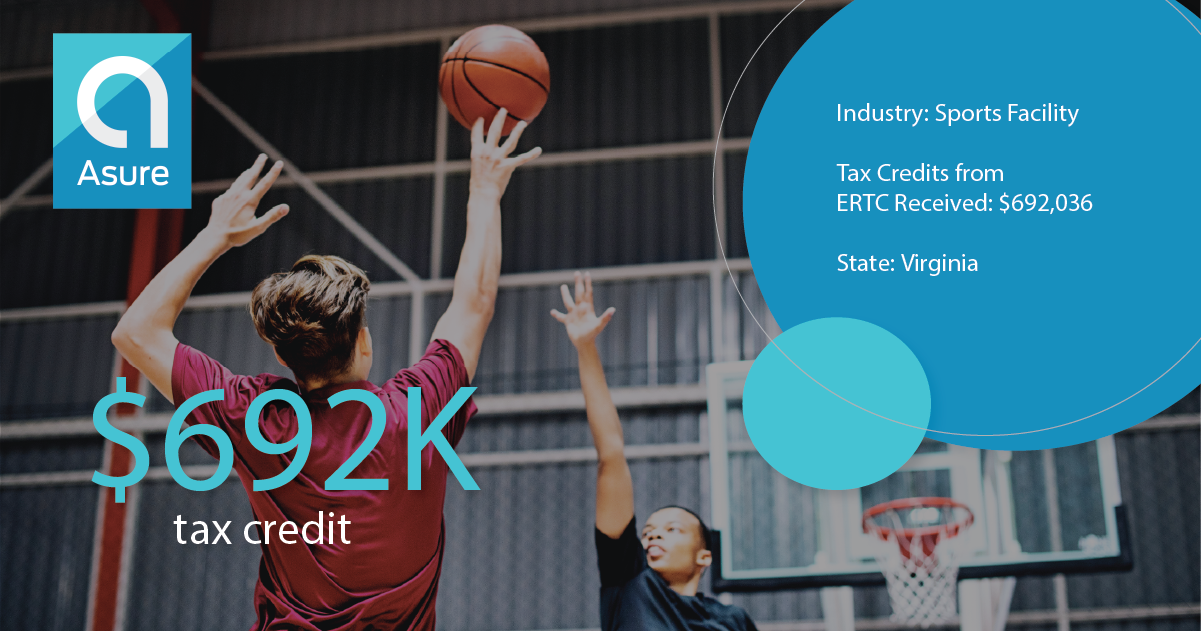 Asure
Industry: Sports Facility
Tax Credits from
ERTC Received: $692,036
State: Virginia
$692K
tax credit